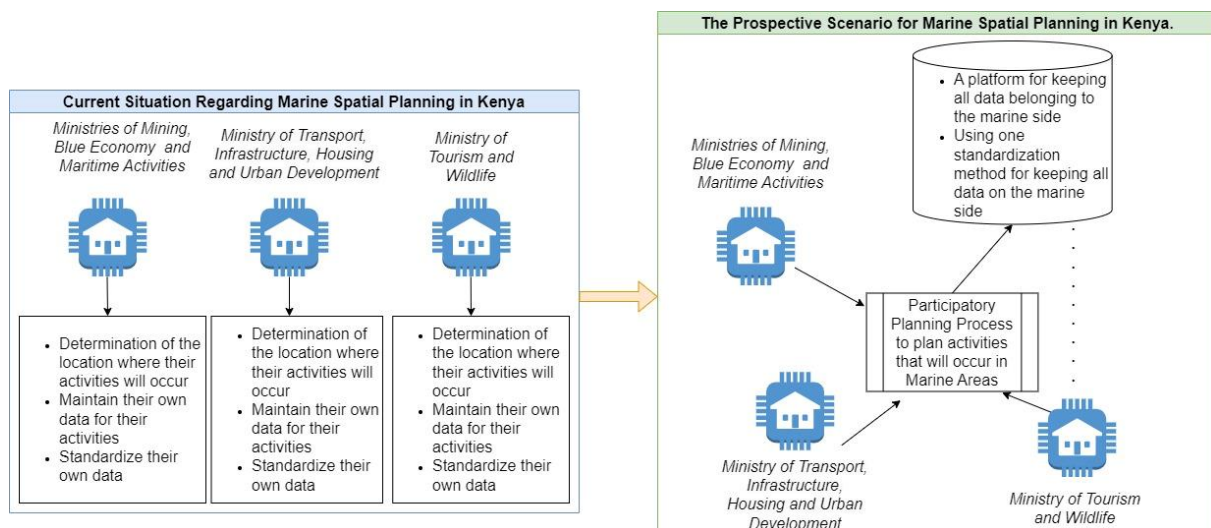 Current Situation Regarding Marine Spatial Planning in Kenya
Ministries of Mining,
Blue Economy and
Maritime Activities
Ministry of Transport,
Infrastructure, Housing
and Urban Development
Ministry of
Tourism and
Wildlife
• Determination of the
location where their
activities will occur
• Maintain their own
data for their
activities
• Standardize their
own data
• Determination of
the location where
their activities will
occur
• Maintain their own
data for their
activities
• Standardize their
own data
• Determination of
the location where
their activities will
occur
• Maintain their own
data for their
activities
• Standardize their
own data
The Prospective Scenario for Marine Spatial Planning in Kenya.
• A platform for keeping
all data belonging to
the marine side
• Using one
standardization
method for keeping all
data on the marine
side
Ministries of Mining,
Blue Economy and
Maritime Activities
Participatory
Planning Process
to plan activities
that will occur in
Marine Areas
Ministry of Transport,
Infrastructure,
Housing and Urban
Development
Ministry of Tourism
and Wildlife